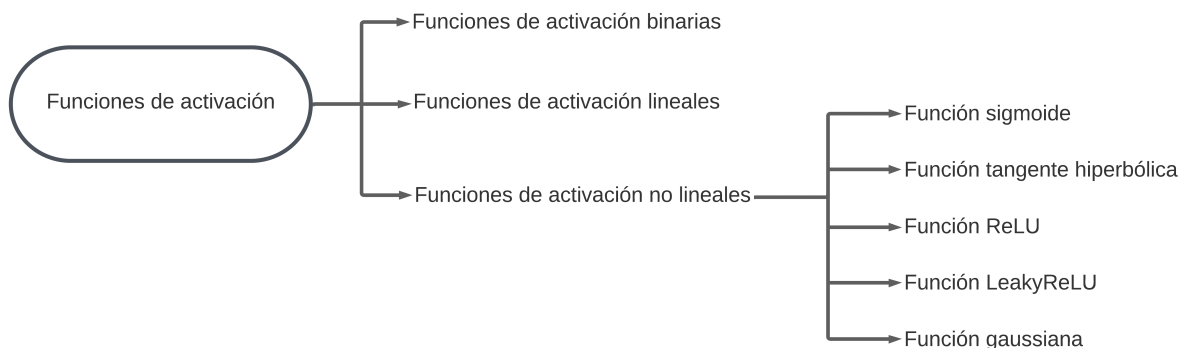 Funciones de activación
Funciones de activación binarias
Funciones de activación lineales
Funciones de activación no lineales
Función sigmoide
Función tangente hiperbólica
Función ReLU
Función LeakyReLU
Función gaussiana